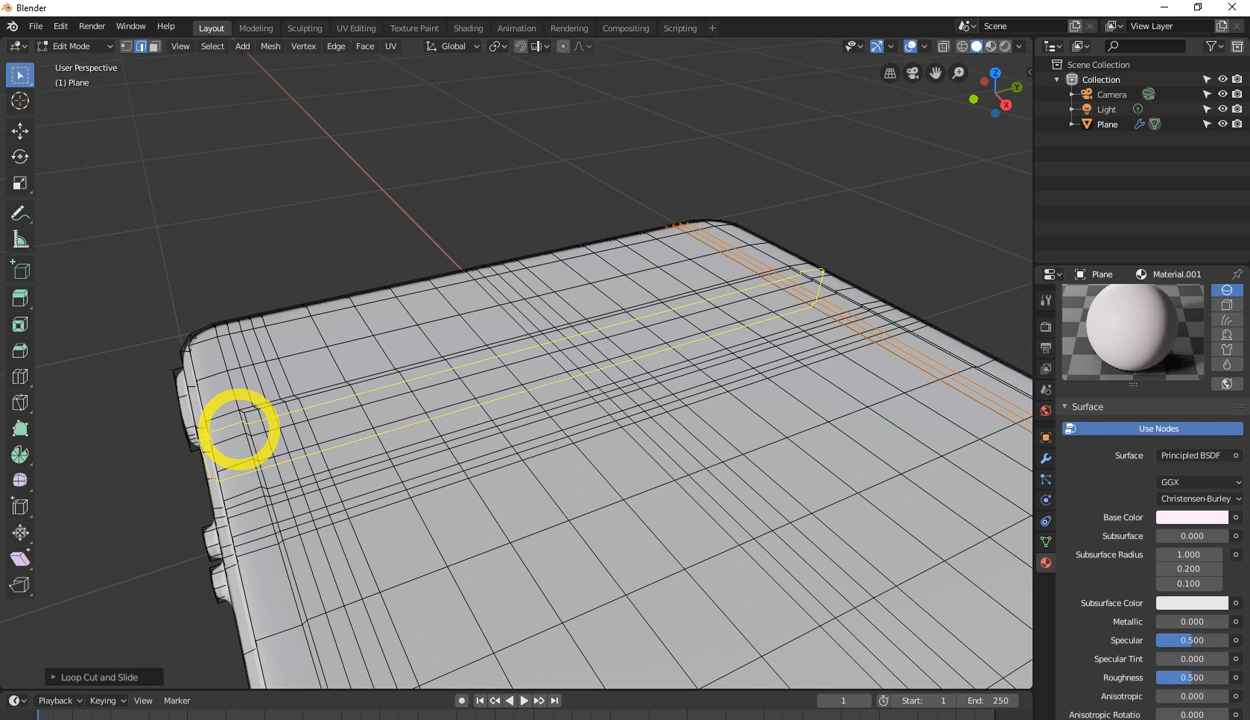 Blender
File Edit Render Window Help
Layout Modeling Sculpting UV Editing Texture Paint Shading Animation Rendering Compositing Scripting +
Scene
View Layer
Edit Mode View Select Add Mesh Vertex Edge Face UV Global
User Perspective
(1) Plane
Z
Y
X
Scene Collection
Collection
Camera
Light
Plane
Plane Material.001
Surface
Use Nodes
Surface Principled BSDF
GGX
Christensen-Burley
Base Color
Subsurface 0.000
Subsurface Radius 1.000
0.200
0.100
Subsurface Color
Metallic 0.000
Specular 0.500
Specular Tint 0.000
Roughness 0.500
Anisotropic 0.000
Anisotropic Rotatio 0.000
Loop Cut and Slide
Playback Keying View Marker 1 Start: 1 End: 250